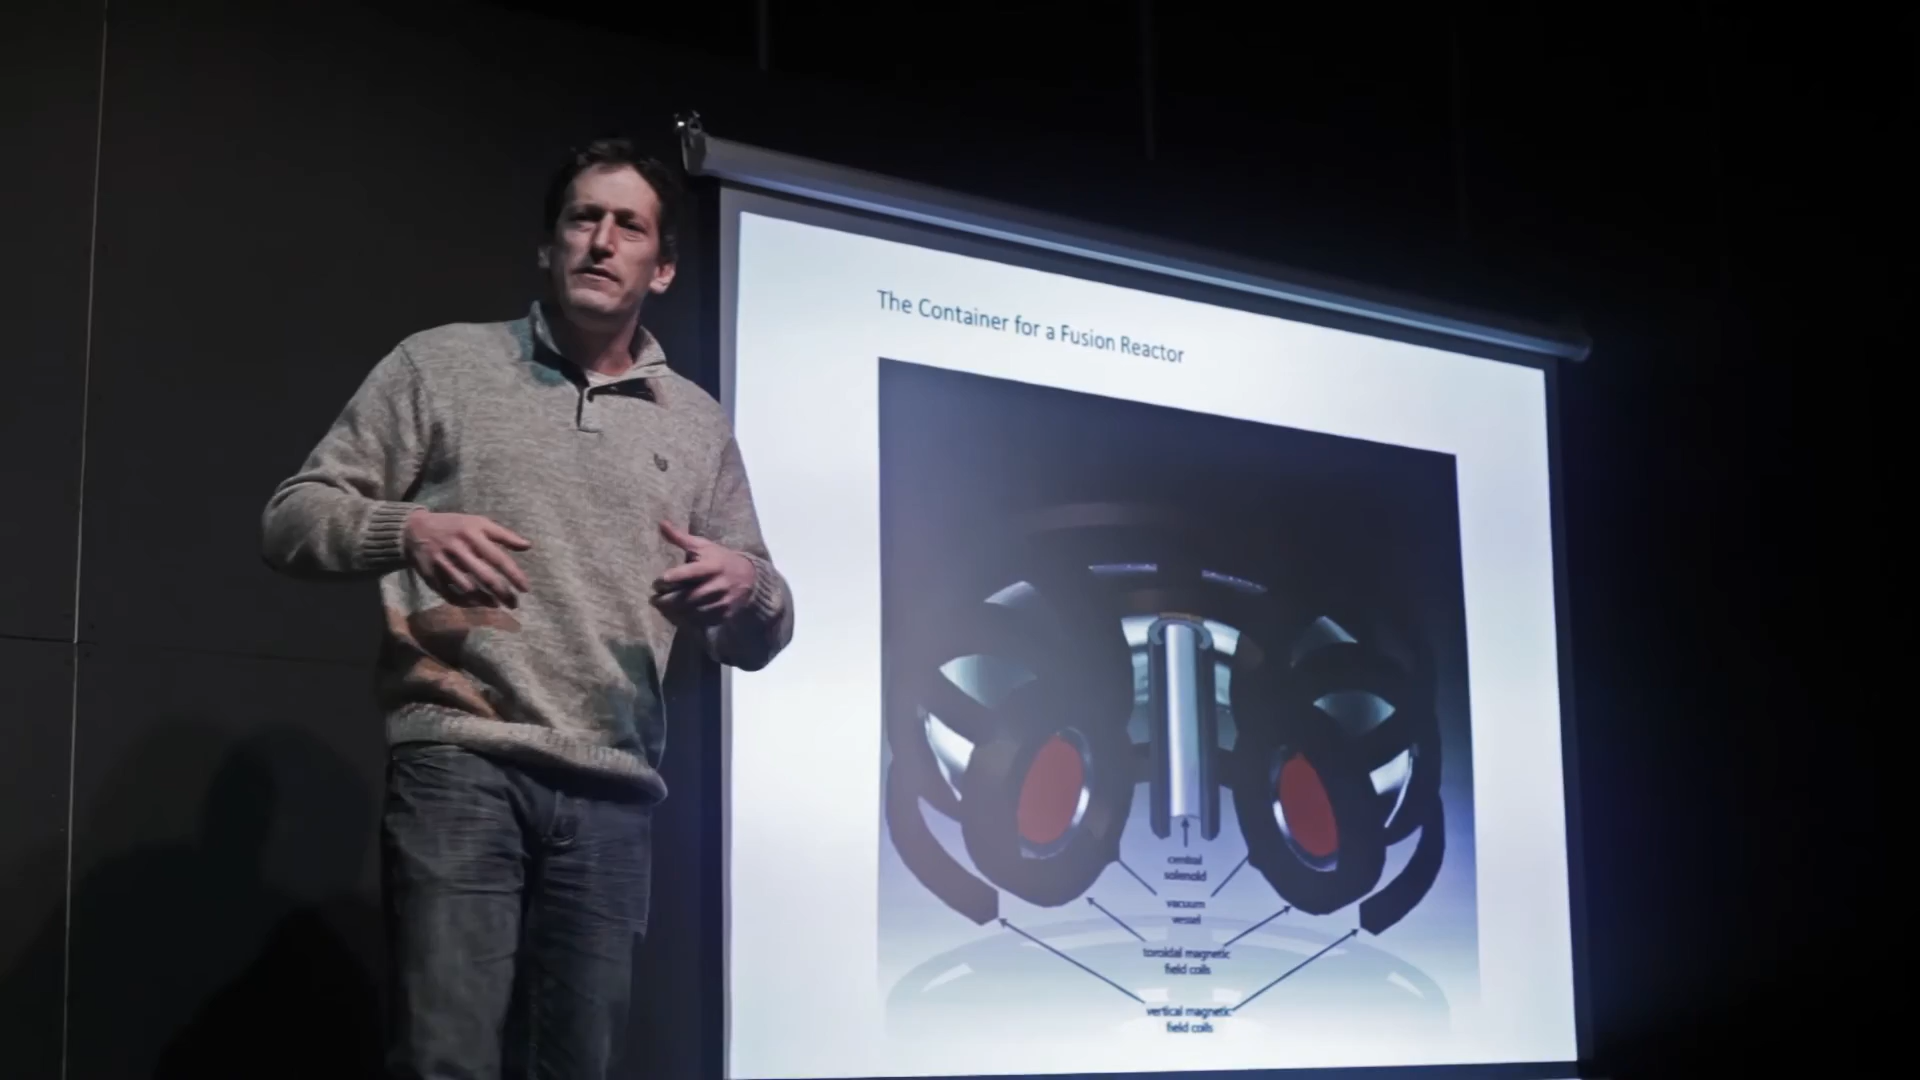 The Container for a Fusion Reactor
central
solenoid
vacuum
vessel
toroidal magnetic
field coils
vertical magnetic
field coils